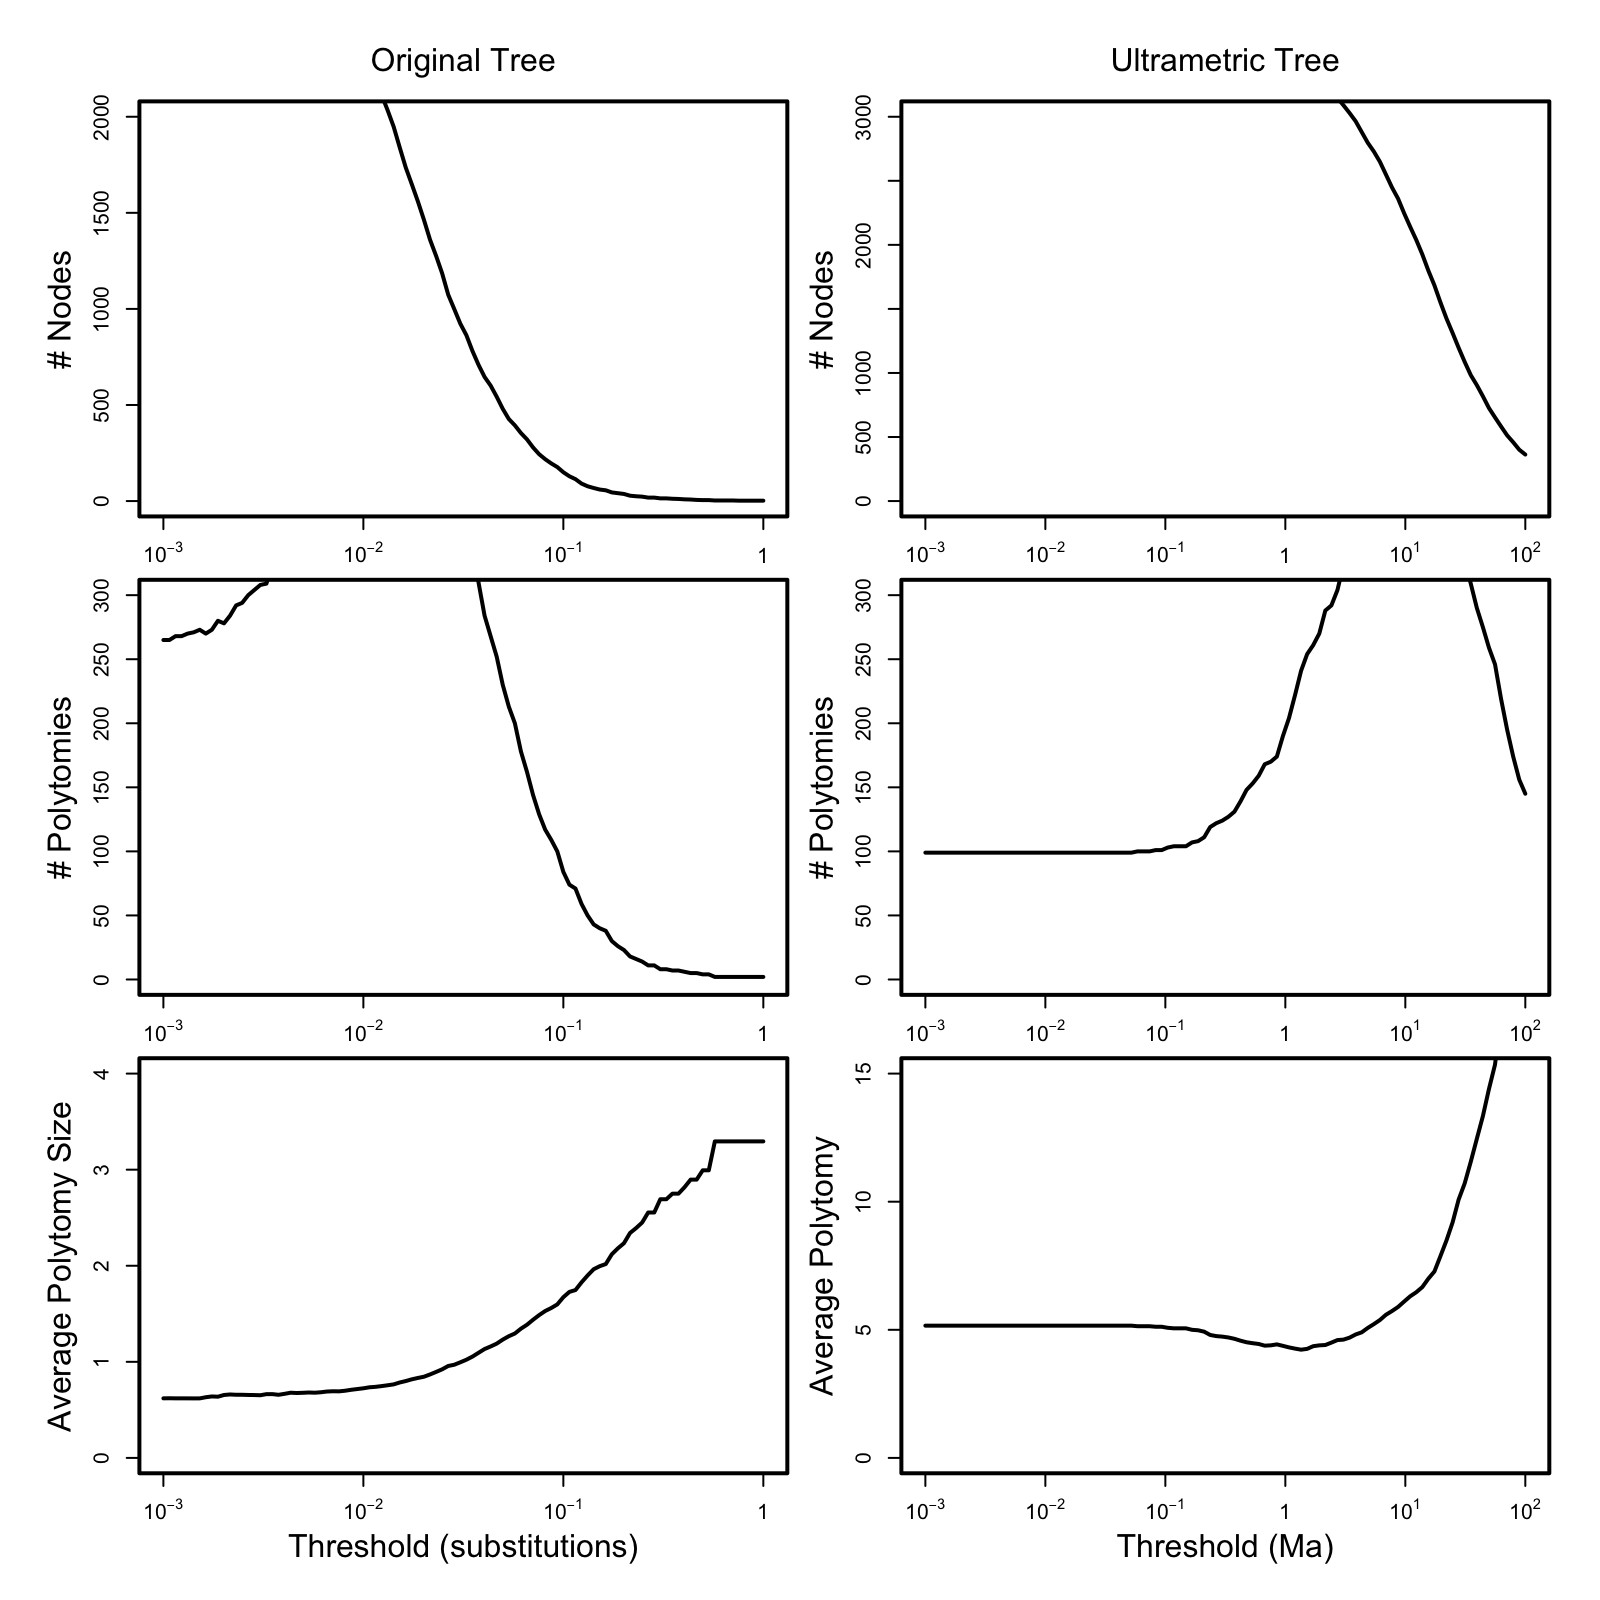 Original Tree
Ultrametric Tree
# Nodes
2000
1500
1000
500
0
10⁻³ 10⁻² 10⁻¹ 1
# Nodes
3000
2000
1000
500
0
10⁻³ 10⁻² 10⁻¹ 1 10¹ 10²
# Polytomies
300
250
200
150
100
50
0
10⁻³ 10⁻² 10⁻¹ 1
# Polytomies
300
250
200
150
100
50
0
10⁻³ 10⁻² 10⁻¹ 1 10¹ 10²
Average Polytomy Size
4
3
2
1
0
10⁻³ 10⁻² 10⁻¹ 1
Threshold (substitutions)
Average Polytomy
15
10
5
0
10⁻³ 10⁻² 10⁻¹ 1 10¹ 10²
Threshold (Ma)